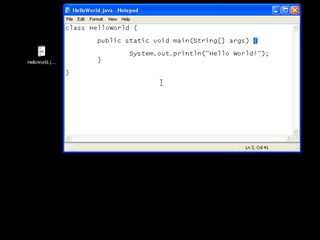 HelloWorld.java - Notepad
File Edit Format View Help
class HelloWorld {
public static void main(String[] args) {
System.out.println("Hello World!");
}
}
HelloWorld.j...
Ln 3, Col 41